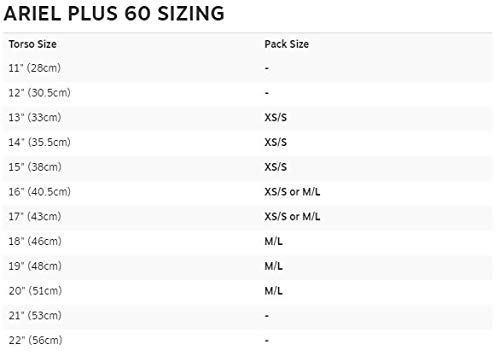 ARIEL PLUS 60 SIZING
Torso Size Pack Size
11" (28cm) -
12" (30.5cm) -
13" (33cm) XS/S
14" (35.5cm) XS/S
15" (38cm) XS/S
16" (40.5cm) XS/S or M/L
17" (43cm) XS/S or M/L
18" (46cm) M/L
19" (48cm) M/L
20" (51cm) M/L
21" (53cm) -
22" (56cm) -